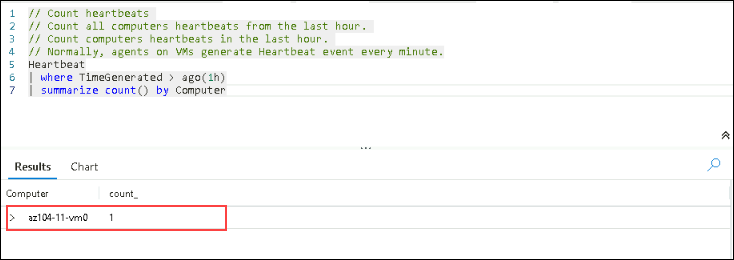 1 // Count heartbeats
2 // Count all computers heartbeats from the last hour.
3 // Count computers heartbeats in the last hour.
4 // Normally, agents on VMs generate Heartbeat event every minute.
5 Heartbeat
6 | where TimeGenerated > ago(1h)
7 | summarize count() by Computer
...
Results Chart
Computer count_
> az104-11-vm0 1